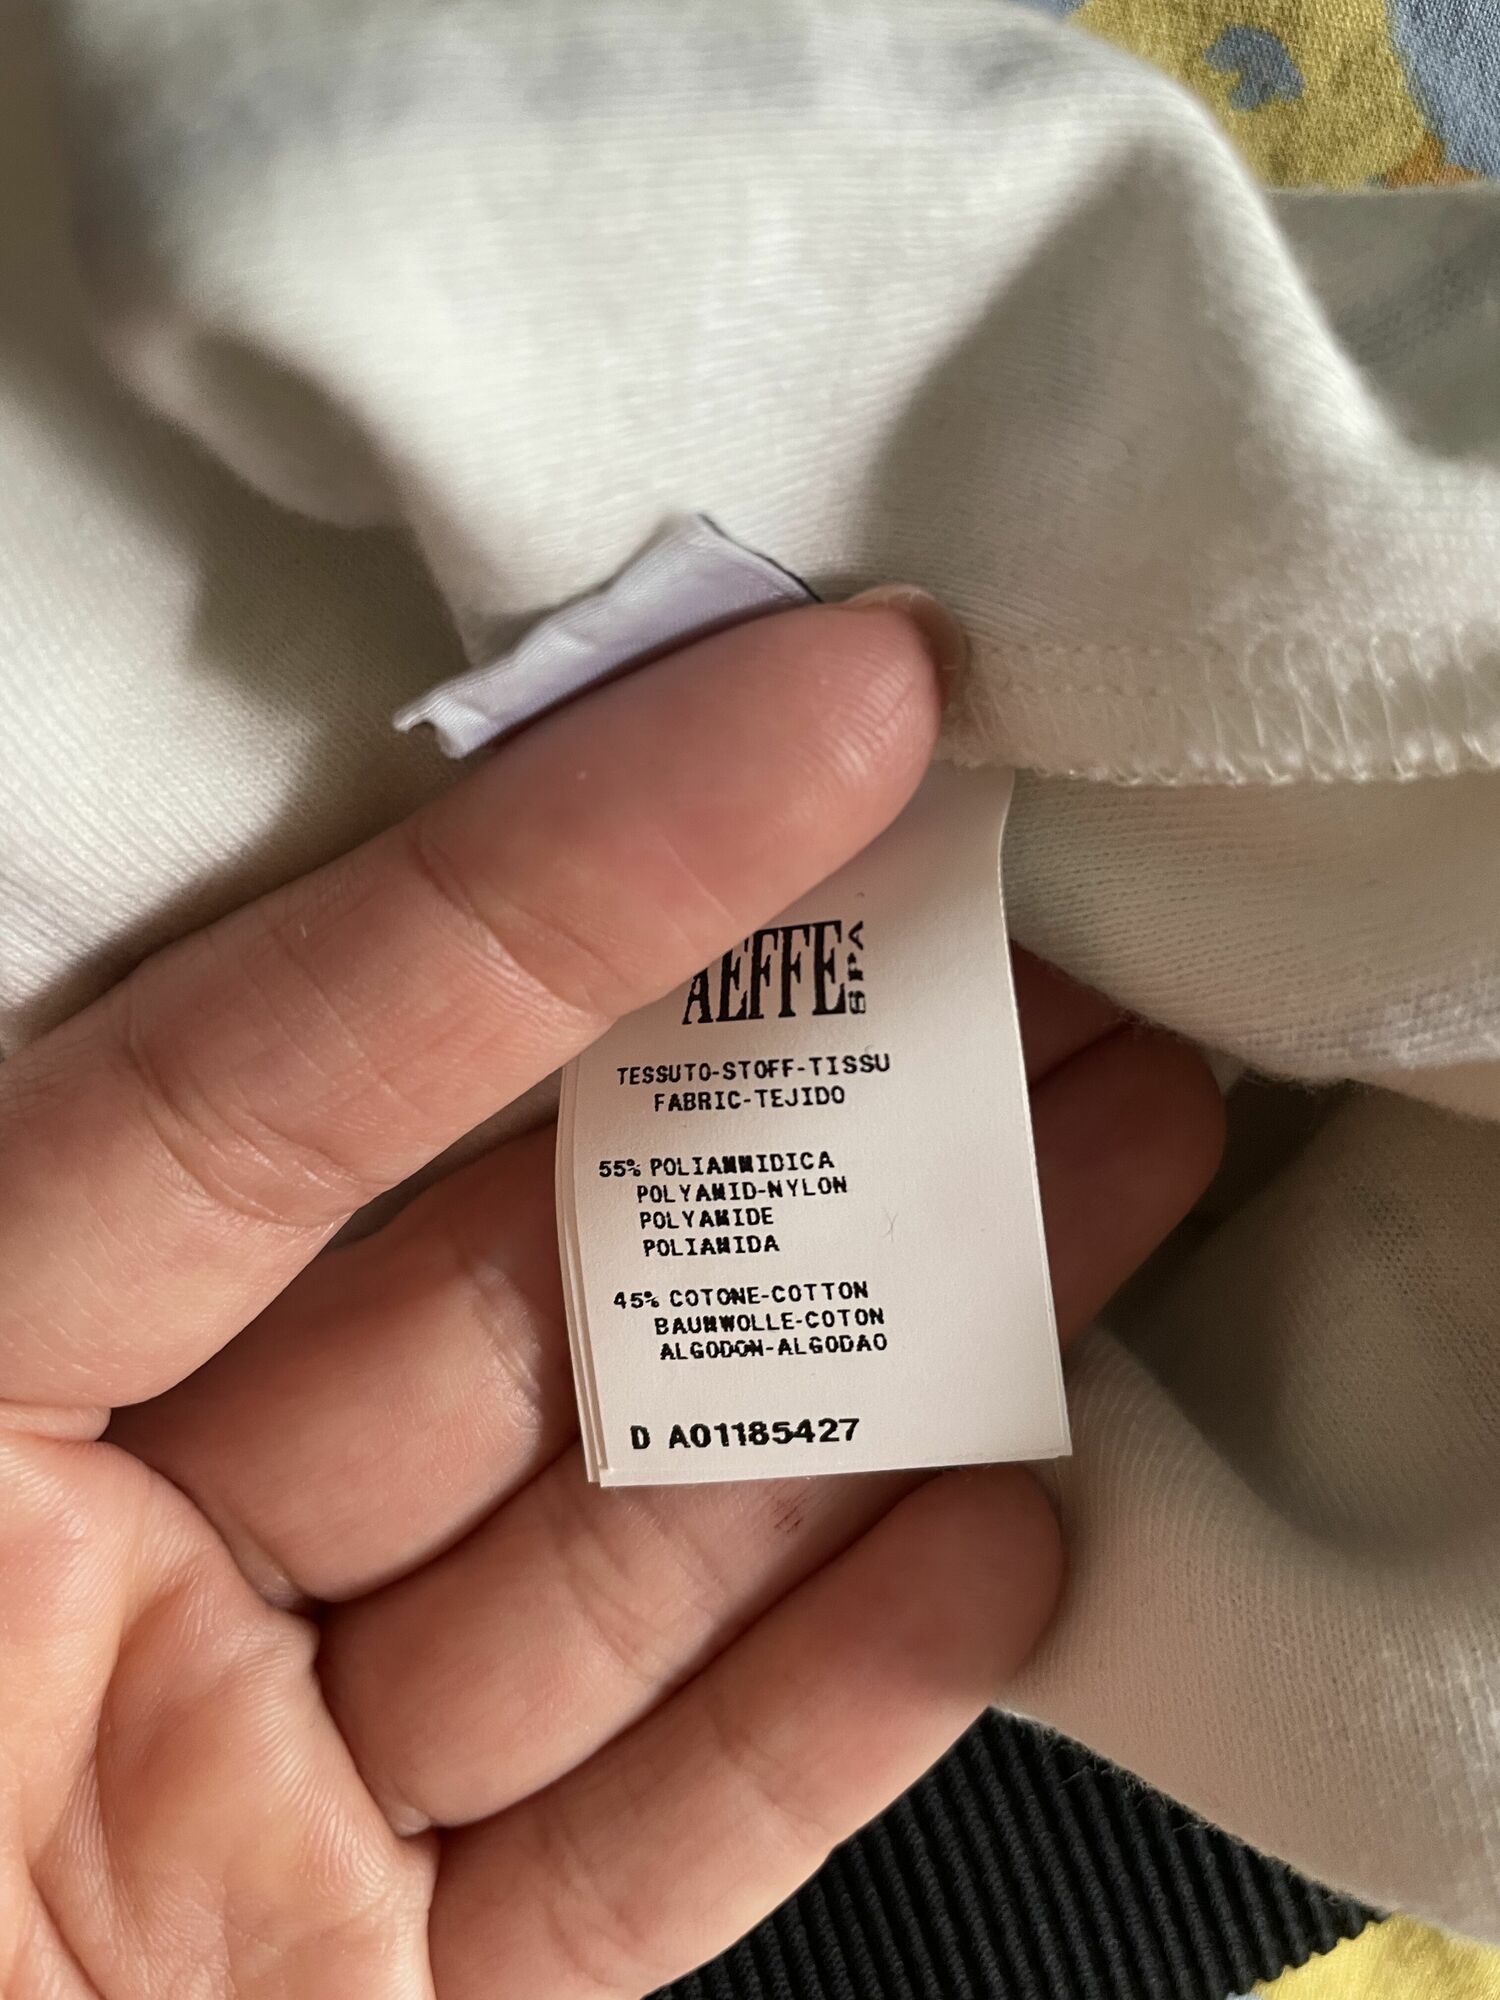 AEFFE SPA
TESSUTO-STOFF-TISSU
FABRIC-TEJIDO
55% POLIAMMIDICA
POLYAMID-NYLON
POLYAMIDE
POLIAMIDA
45% COTONE-COTTON
BAUMWOLLE-COTON
ALGODON-ALGODAO
D A01185427